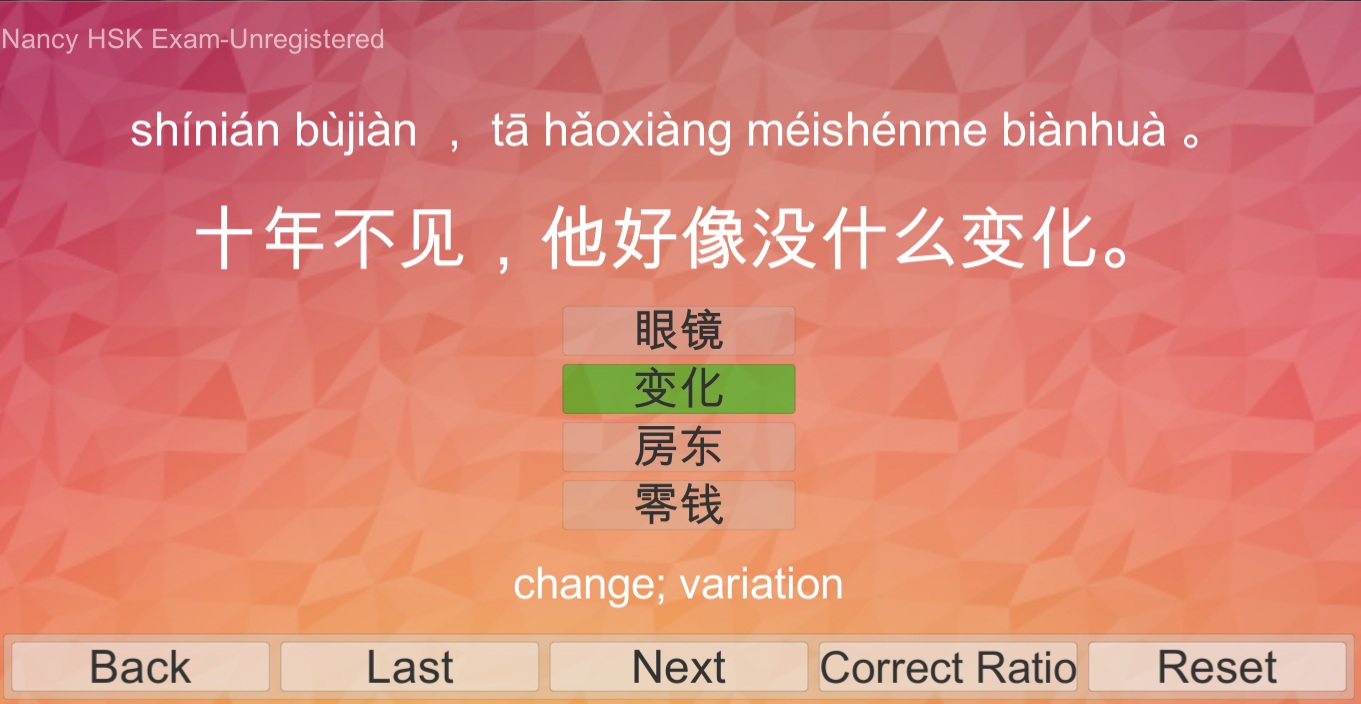 Nancy HSK Exam-Unregistered
shínián bùjiàn ， tā hǎoxiàng méishénme biànhuà 。
十年不见，他好像没什么变化。
眼镜
变化
房东
零钱
change; variation
Back Last Next Correct Ratio Reset